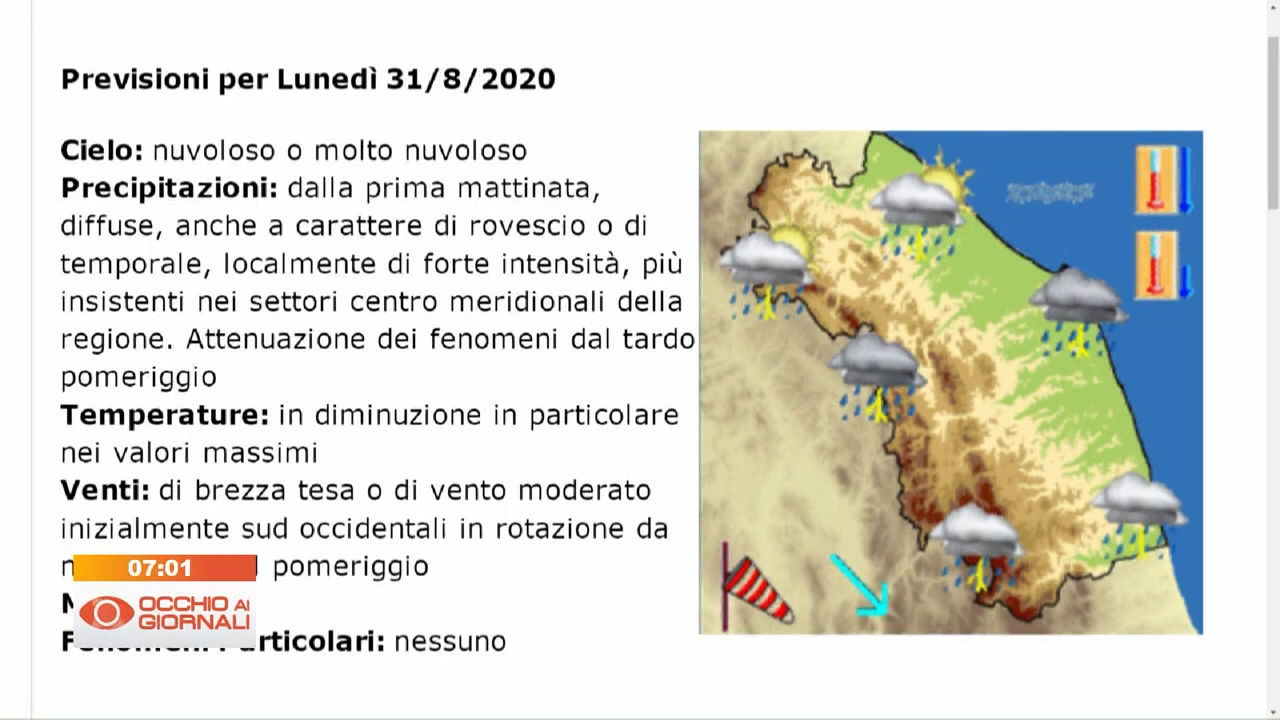 Previsioni per Lunedì 31/8/2020
Cielo: nuvoloso o molto nuvoloso
Precipitazioni: dalla prima mattinata,
diffuse, anche a carattere di rovescio o di
temporale, localmente di forte intensità, più
insistenti nei settori centro meridionali della
regione. Attenuazione dei fenomeni dal tardo
pomeriggio
Temperature: in diminuzione in particolare
nei valori massimi
Venti: di brezza tesa o di vento moderato
inizialmente sud occidentali in rotazione da
pomeriggio
07:01
OCCHIO AI
GIORNALI
nessuno